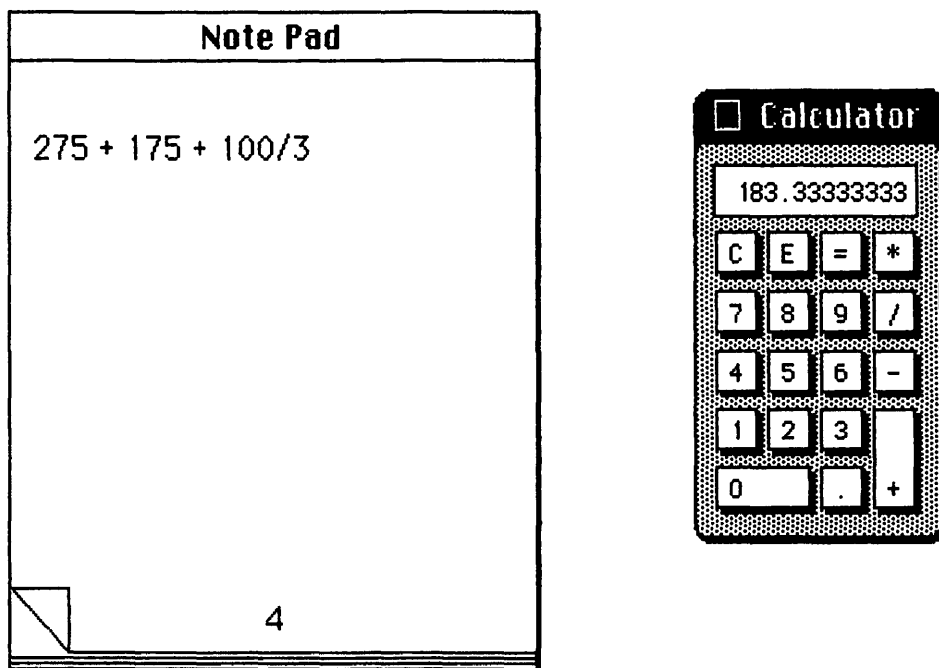 Note Pad
275 + 175 + 100/3
4
Calculator
183.33333333
C E = *
7 8 9 /
4 5 6 -
1 2 3
0 . +